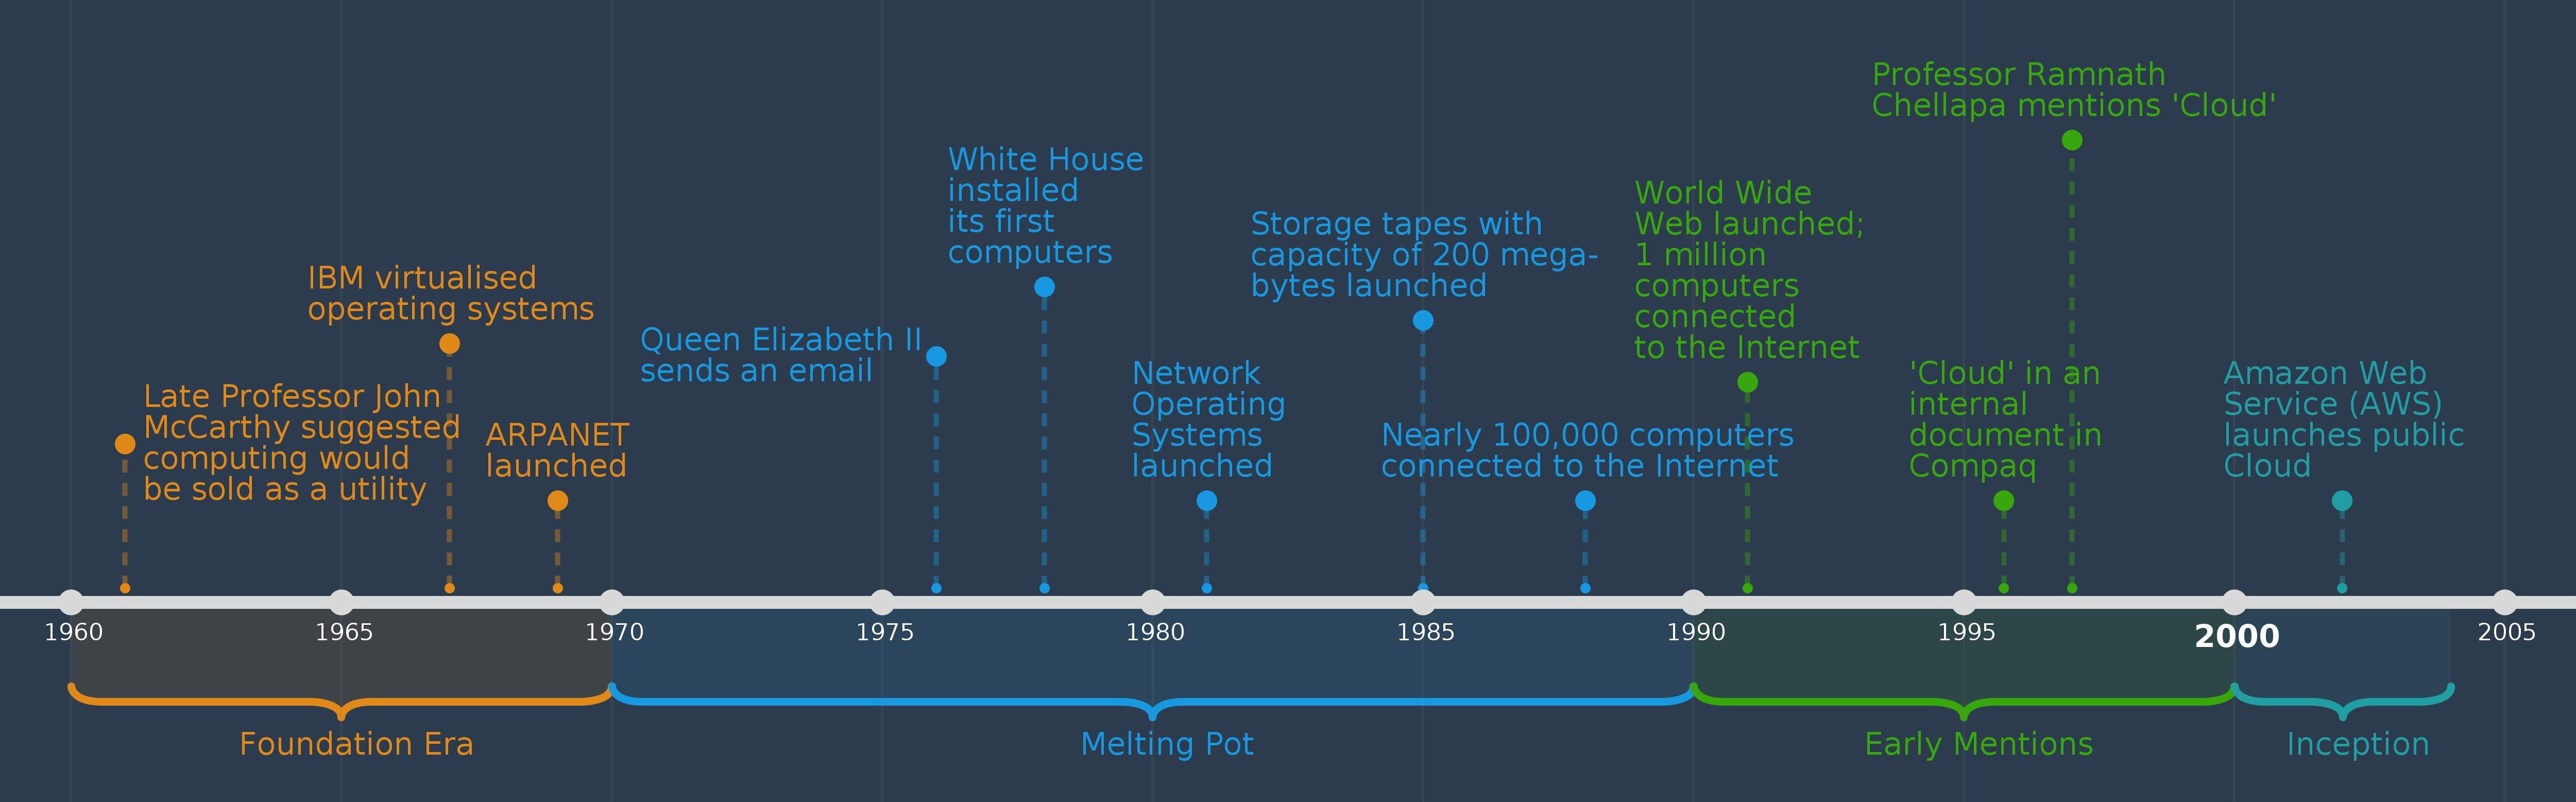 Late Professor John
McCarthy suggested
computing would
be sold as a utility
IBM virtualised
operating systems
ARPANET
launched
Queen Elizabeth II
sends an email
White House
installed
its first
computers
Network
Operating
Systems
launched
Storage tapes with
capacity of 200 mega-
bytes launched
Nearly 100,000 computers
connected to the Internet
World Wide
Web launched;
1 million
computers
connected
to the Internet
'Cloud' in an
internal
document in
Compaq
Professor Ramnath
Chellapa mentions 'Cloud'
Amazon Web
Service (AWS)
launches public
Cloud
1960 1965 1970 1975 1980 1985 1990 1995 2000 2005
Foundation Era Melting Pot Early Mentions Inception